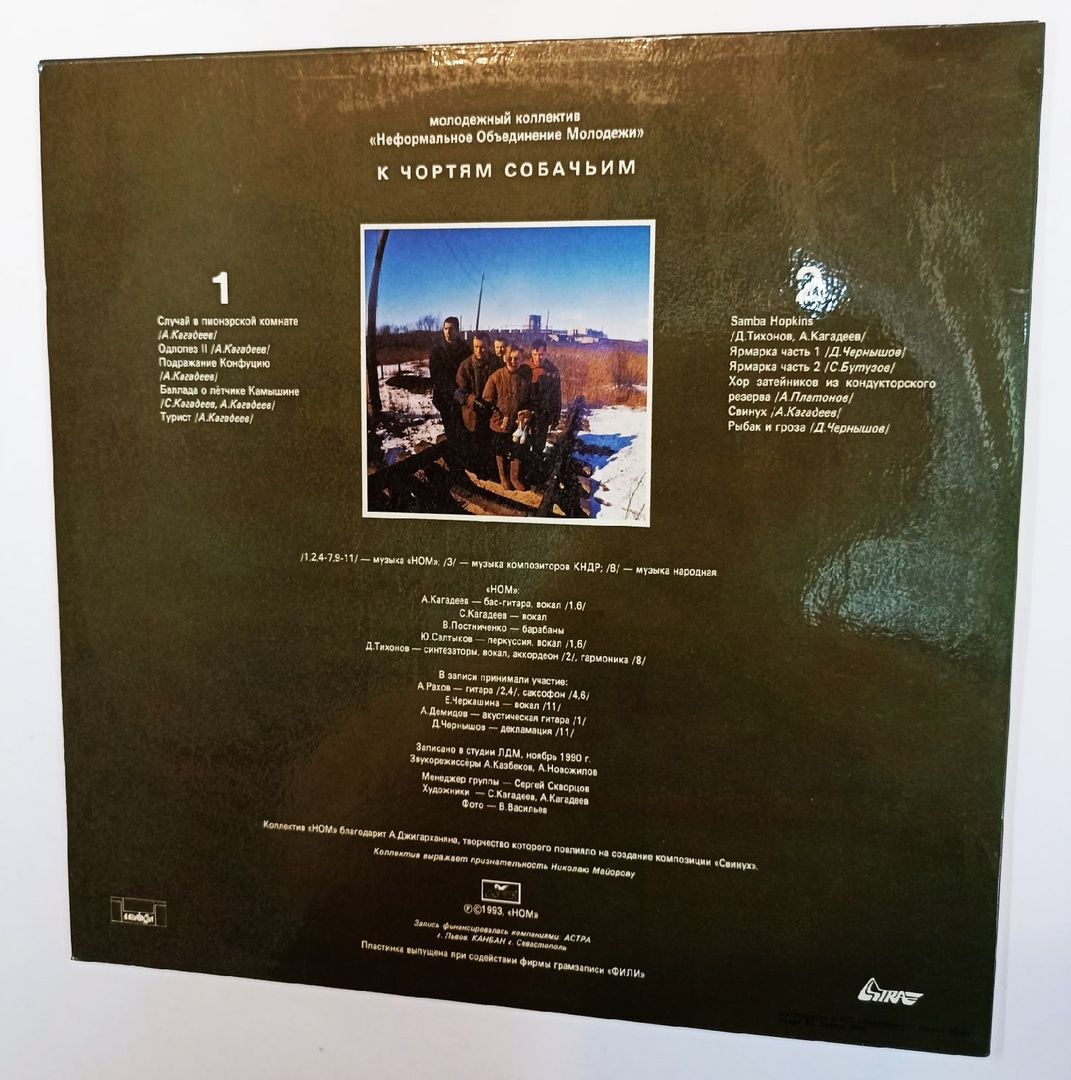 молодежный коллектив
«Неформальное Объединение Молодежи»
К ЧОРТЯМ СОБАЧЬИМ
1
Случай в пионэрской комнате
/А.Кагадеев/
Одлопез II /А.Кагадеев/
Подражание Конфуцию
/А.Кагадеев/
Баллада о лётчике Камышине
/С.Кагадеев, А.Кагадеев/
Турист /А.Кагадеев/
2
Samba Hopkins
/Д.Тихонов, А.Кагадеев/
Ярмарка часть 1 /Д.Чернышов/
Ярмарка часть 2 /С.Бутузов/
Хор затейников из кондукторского
резерва /А.Платонов/
Свинух /А.Кагадеев/
Рыбак и гроза /Д.Чернышов/
/1,2,4-7,9-11/ — музыка «НОМ»; /3/ — музыка композиторов КНДР; /8/ — музыка народная.
«НОМ»:
А.Кагадеев — бас-гитара, вокал /1,6/
С.Кагадеев — вокал
В.Постниченко — барабаны
Ю.Салтыков — перкуссия, вокал /1,6/
Д.Тихонов — синтезаторы, вокал, аккордеон /2/, гармоника /8/
В записи принимали участие:
А.Рахов — гитара /2,4/, саксофон /4,6/
Е.Черкашина — вокал /11/
А.Демидов — акустическая гитара /1/
Д.Чернышов — декламация /11/
Записано в студии ЛДМ, ноябрь 1990 г.
Звукорежиссёры А.Казбеков, А.Новожилов
Менеджер группы — Сергей Скворцов
Художники — С.Кагадеев, А.Кагадеев
Фото — В.Васильев
Коллектив «НОМ» благодарит А.Джигарханяна, творчество которого повлияло на создание композиции «Свинух».
Коллектив выражает признательность Николаю Майорову
℗©1993, «НОМ»
Запись финансировалась компаниями: АСТРА
г. Львов, КАНБАН г. Севастополь
Пластинка выпущена при содействии фирмы грамзаписи «ФИЛИ»